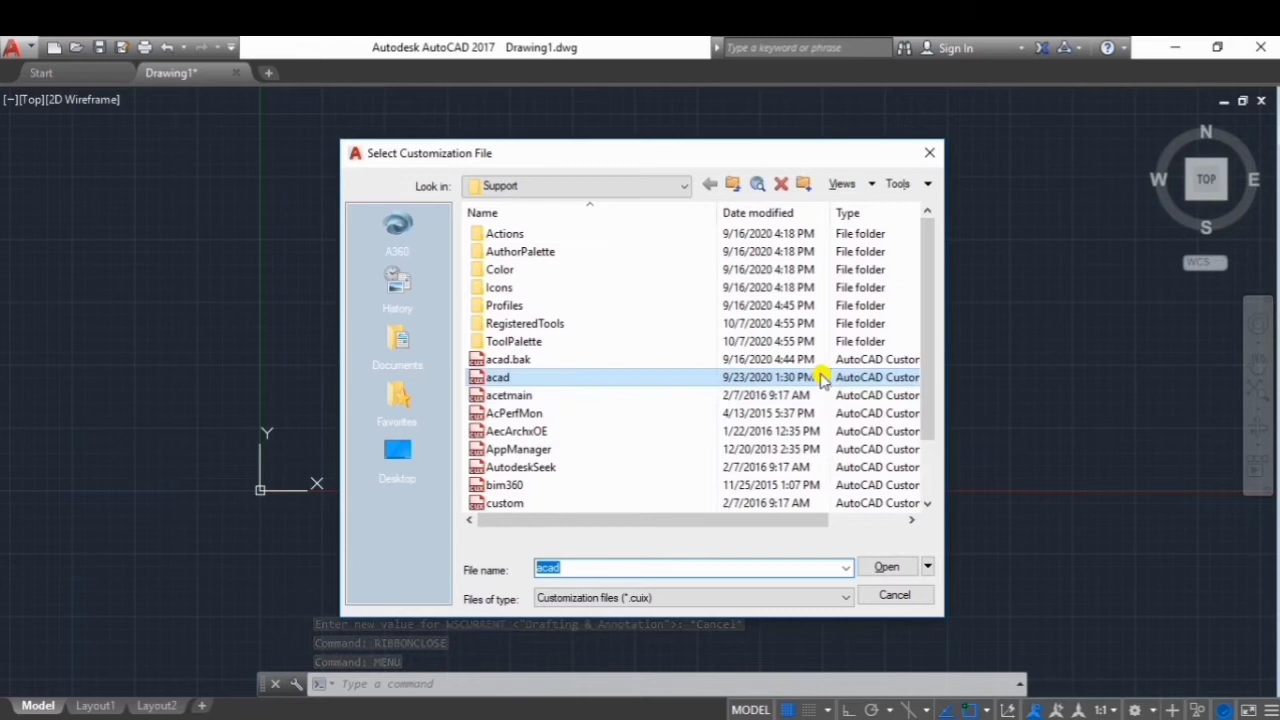 Autodesk AutoCAD 2017 Drawing1.dwg
Type a keyword or phrase
Sign In
Start
Drawing1*
[−][Top][2D Wireframe]
N
W
TOP
E
S
WCS
Select Customization File
Look in:
Support
Views
Tools
Name Date modified Type
Actions 9/16/2020 4:18 PM File folder
AuthorPalette 9/16/2020 4:18 PM File folder
Color 9/16/2020 4:18 PM File folder
Icons 9/16/2020 4:18 PM File folder
Profiles 9/16/2020 4:45 PM File folder
RegisteredTools 10/7/2020 4:55 PM File folder
ToolPalette 10/7/2020 4:55 PM File folder
acad.bak 9/16/2020 4:44 PM AutoCAD Custor
acad 9/23/2020 1:30 PM AutoCAD Custor
acetmain 2/7/2016 9:17 AM AutoCAD Custor
AcPerfMon 4/13/2015 5:37 PM AutoCAD Custor
AecArchxOE 1/22/2016 12:35 PM AutoCAD Custor
AppManager 12/20/2013 2:35 PM AutoCAD Custor
AutodeskSeek 2/7/2016 9:17 AM AutoCAD Custor
bim360 11/25/2015 1:07 PM AutoCAD Custor
custom 2/7/2016 9:17 AM AutoCAD Custor
A360
History
Documents
Favorites
Desktop
File name:
acad
Open
Files of type:
Customization files (*.cuix)
Cancel
Y
X
Enter new value for WSCURRENT <"Drafting & Annotation">: *Cancel*
Command: RIBBONCLOSE
Command: MENU
Type a command
Model
Layout1
Layout2
MODEL
1:1